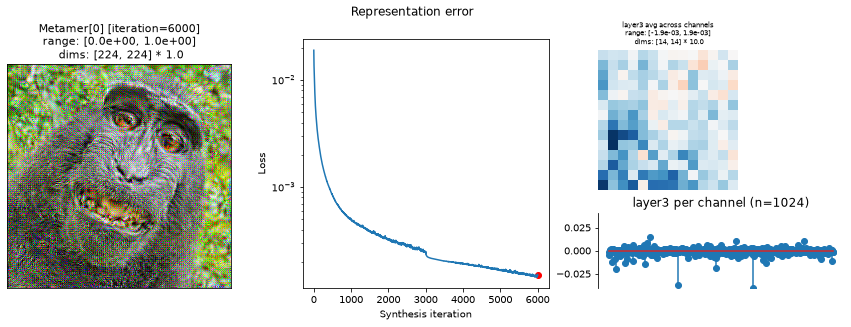 Representation error
Metamer[0] [iteration=6000]
range: [0.0e+00, 1.0e+00]
dims: [224, 224] * 1.0
Loss
10⁻²
10⁻³
0
1000
2000
3000
4000
5000
6000
Synthesis iteration
layer3 avg across channels
range: [-1.9e-03, 1.9e-03]
dims: [14, 14] * 10.0
layer3 per channel (n=1024)
0.025
0.000
−0.025